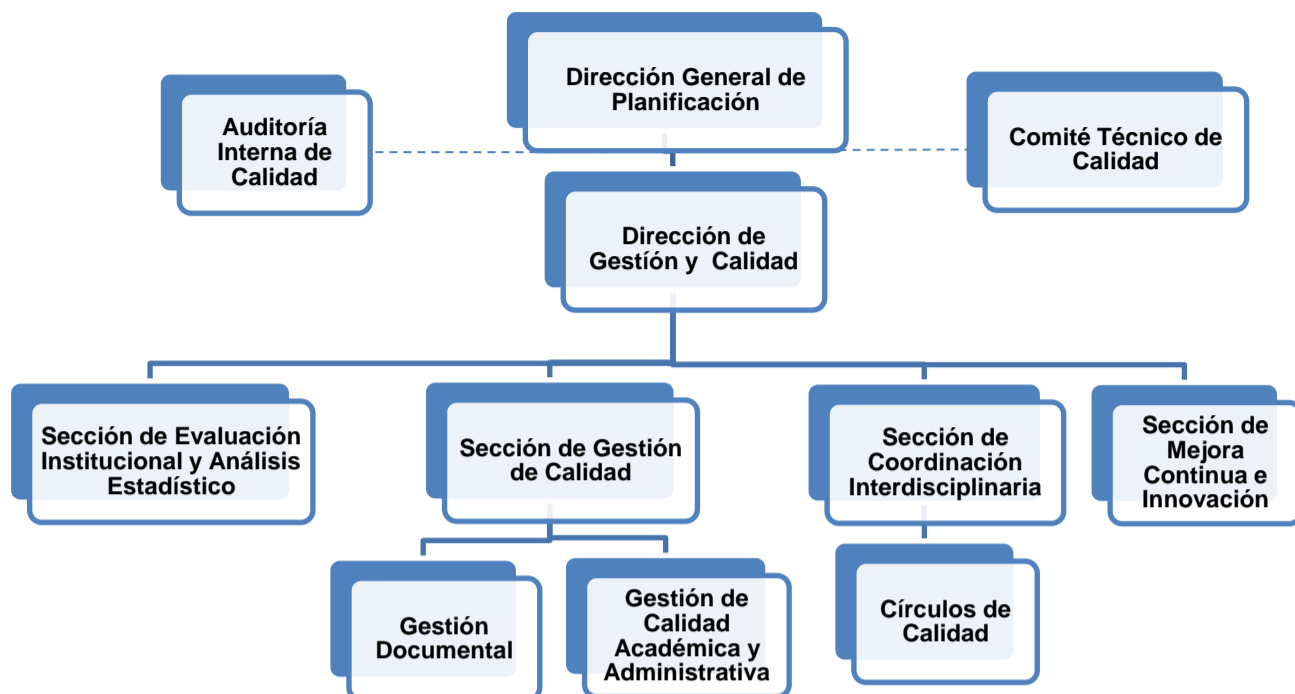 Dirección General de
Planificación
Auditoría
Interna de
Calidad
Comité Técnico de
Calidad
Dirección de
Gestíón y  Calidad
Sección de Evaluación
Institucional y Análisis
Estadístico
Sección de Gestión
de Calidad
Sección de
Coordinación
Interdisciplinaria
Sección de
Mejora
Continua e
Innovación
Gestión
Documental
Gestión de
Calidad
Académica y
Administrativa
Círculos de
Calidad